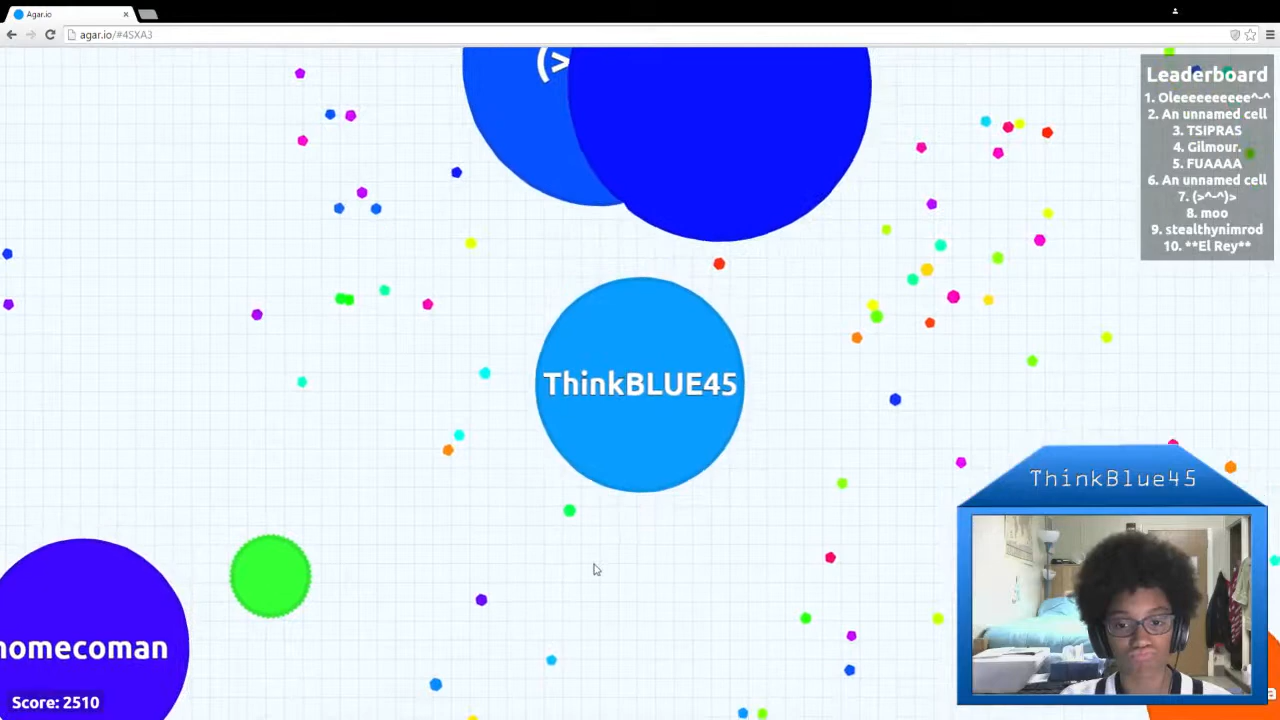 Agar.io
agar.io/#4SXA3
(>
Leaderboard
1. Oleeeeeeeeee^-^
2. An unnamed cell
3. TSIPRAS
4. Gilmour.
5. FUAAAA
6. An unnamed cell
7. (>^-^)>
8. moo
9. stealthynimrod
10. **El Rey**
ThinkBLUE45
ThinkBlue45
nomecoman
Score: 2510